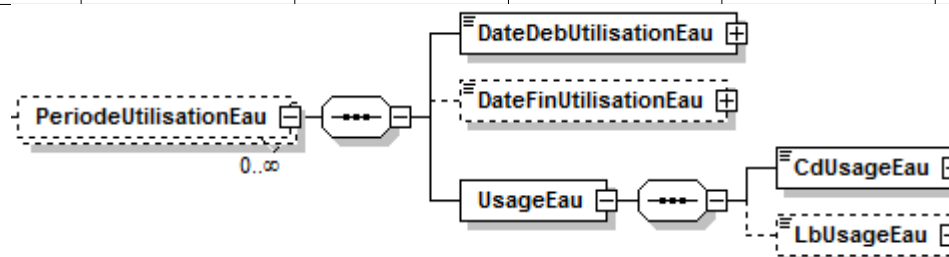 DateDebUtilisationEau
DateFinUtilisationEau
PeriodeUtilisationEau
0..∞
UsageEau
CdUsageEau
LbUsageEau